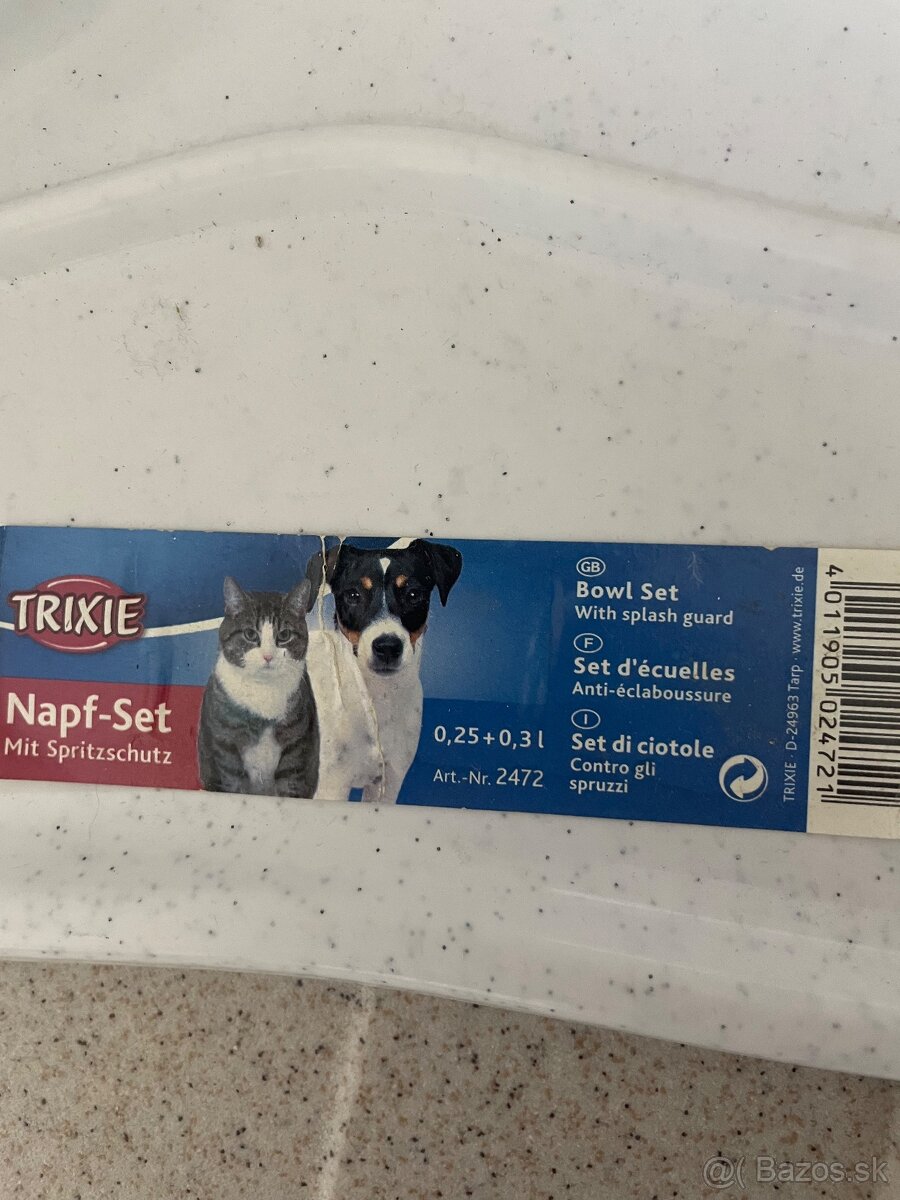 TRIXIE
Napf-Set
Mit Spritzschutz
0,25+0,3 l
Art.-Nr. 2472
GB
Bowl Set
With splash guard
F
Set d'écuelles
Anti-éclaboussure
I
Set di ciotole
Contro gli
spruzzi
TRIXIE · D-24963 Tarp · www.trixie.de
4 011905 024721
@( Bazos.sk